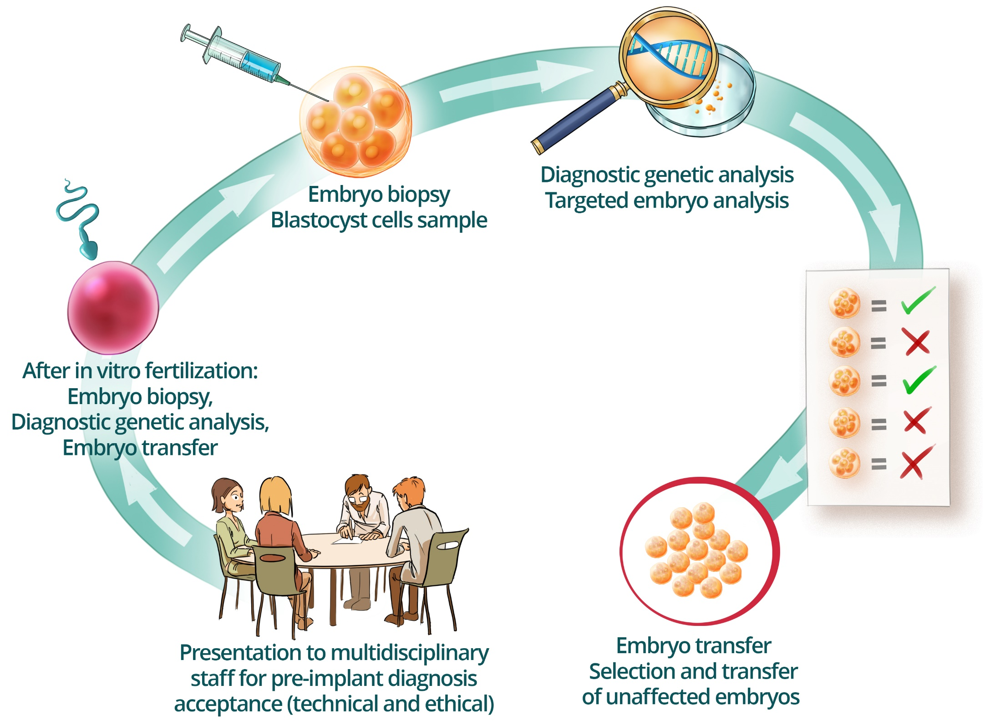 Embryo biopsy
Blastocyst cells sample
Diagnostic genetic analysis
Targeted embryo analysis
After in vitro fertilization:
Embryo biopsy,
Diagnostic genetic analysis,
Embryo transfer
Presentation to multidisciplinary
staff for pre-implant diagnosis
acceptance (technical and ethical)
Embryo transfer
Selection and transfer
of unaffected embryos